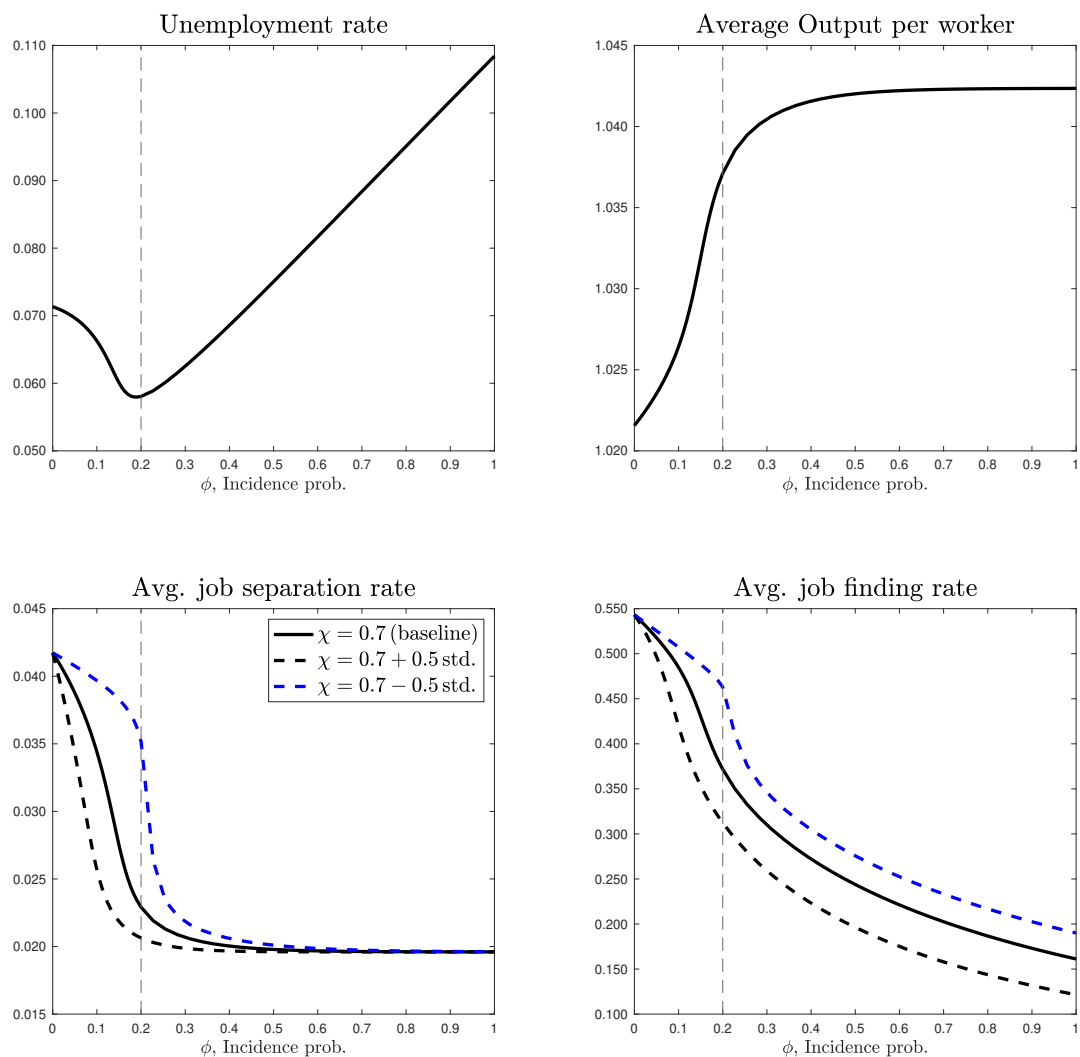 Unemployment rate
0.110
0.100
0.090
0.080
0.070
0.060
0.050
0 0.1 0.2 0.3 0.4 0.5 0.6 0.7 0.8 0.9 1
ϕ, Incidence prob.
Average Output per worker
1.045
1.040
1.035
1.030
1.025
1.020
0 0.1 0.2 0.3 0.4 0.5 0.6 0.7 0.8 0.9 1
ϕ, Incidence prob.
Avg. job separation rate
0.045
0.040
0.035
0.030
0.025
0.020
0.015
χ = 0.7 (baseline)
χ = 0.7 + 0.5 std.
χ = 0.7 − 0.5 std.
0 0.1 0.2 0.3 0.4 0.5 0.6 0.7 0.8 0.9 1
ϕ, Incidence prob.
Avg. job finding rate
0.550
0.500
0.450
0.400
0.350
0.300
0.250
0.200
0.150
0.100
0 0.1 0.2 0.3 0.4 0.5 0.6 0.7 0.8 0.9 1
ϕ, Incidence prob.